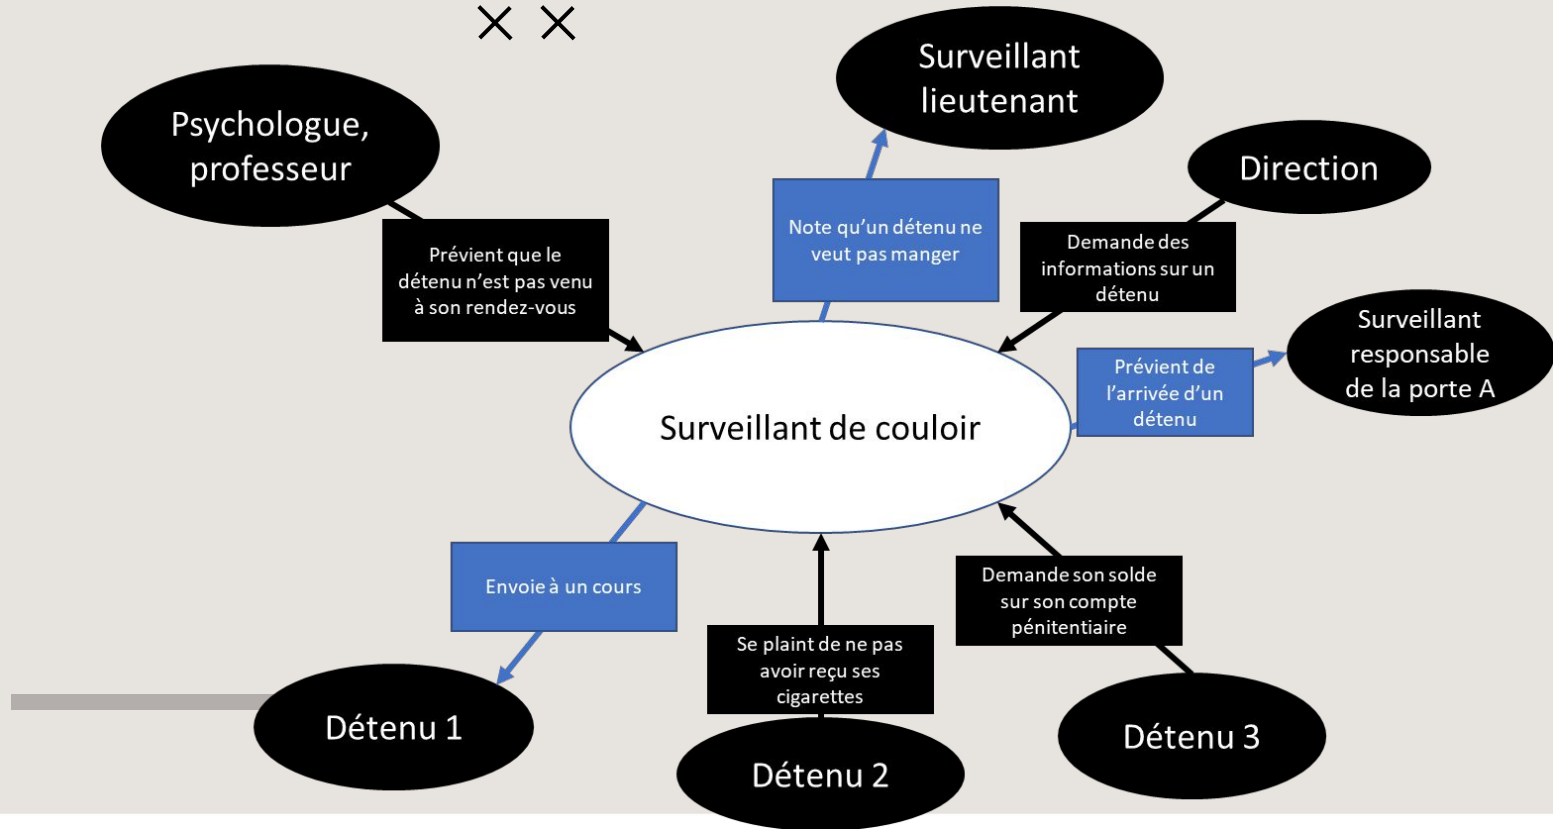 Psychologue,
professeur
Surveillant
lieutenant
Direction
Prévient que le
détenu n'est pas venu
à son rendez-vous
Note qu'un détenu ne
veut pas manger
Demande des
informations sur un
détenu
Surveillant
responsable
de la porte A
Prévient de
l'arrivée d'un
détenu
Surveillant de couloir
Envoie à un cours
Se plaint de ne pas
avoir reçu ses
cigarettes
Demande son solde
sur son compte
pénitentiaire
Détenu 1
Détenu 2
Détenu 3